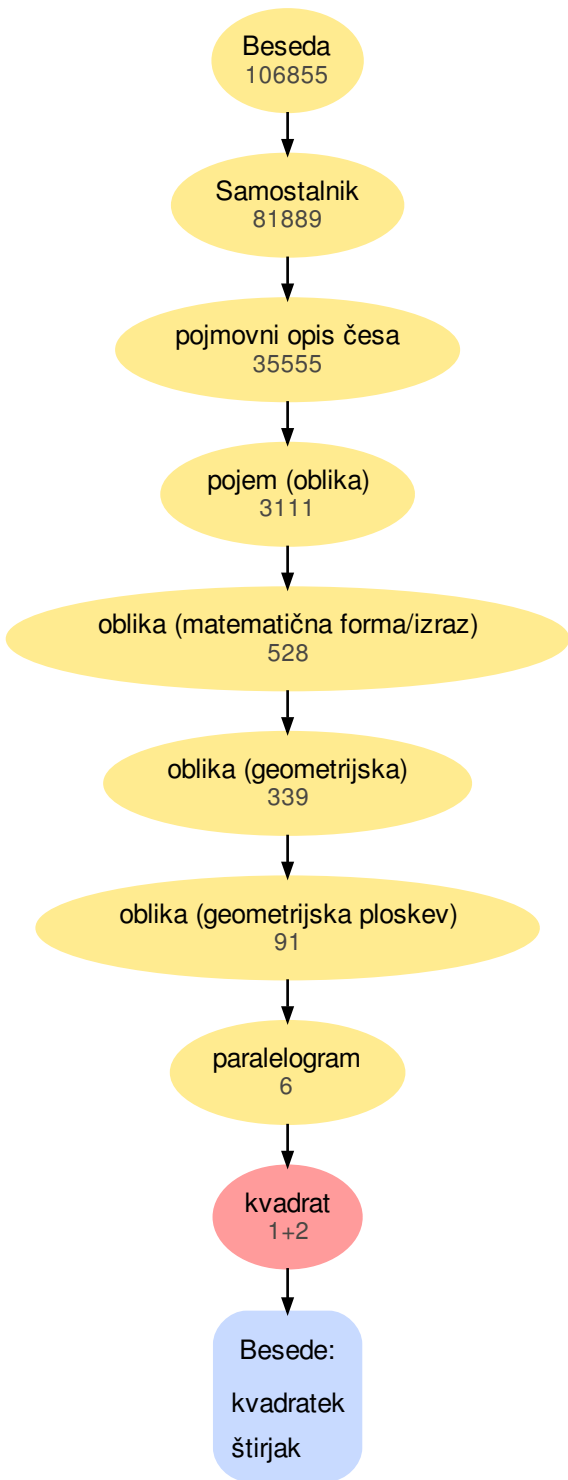 Beseda
106855
Samostalnik
81889
pojmovni opis česa
35555
pojem (oblika)
3111
oblika (matematična forma/izraz)
528
oblika (geometrijska)
339
oblika (geometrijska ploskev)
91
paralelogram
6
kvadrat
1+2
Besede:
kvadratek
štirjak